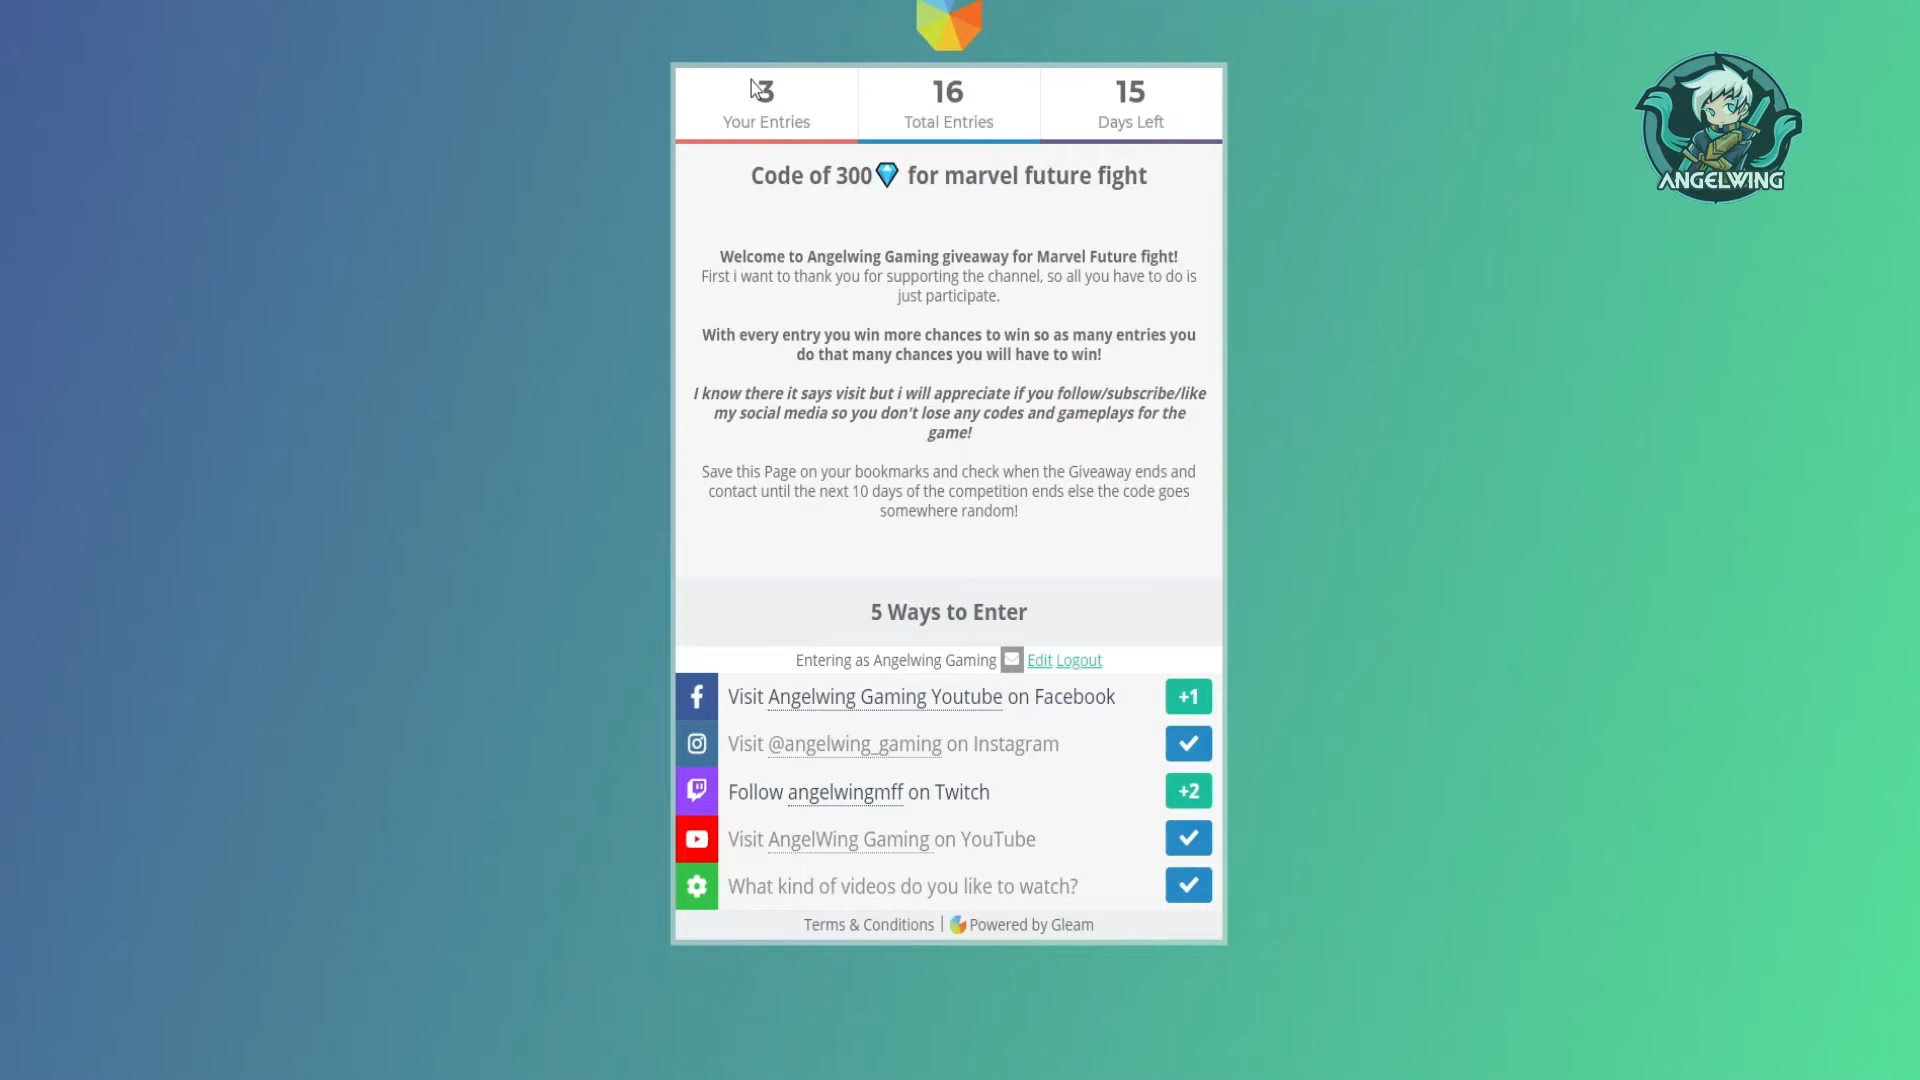 3 16 15
Your Entries Total Entries Days Left
ANGELWING
Code of 300💎 for marvel future fight
Welcome to Angelwing Gaming giveaway for Marvel Future fight!
First i want to thank you for supporting the channel, so all you have to do is
just participate.
With every entry you win more chances to win so as many entries you
do that many chances you will have to win!
I know there it says visit but i will appreciate if you follow/subscribe/like
my social media so you don't lose any codes and gameplays for the
game!
Save this Page on your bookmarks and check when the Giveaway ends and
contact until the next 10 days of the competition ends else the code goes
somewhere random!
5 Ways to Enter
Entering as Angelwing Gaming Edit Logout
Visit Angelwing Gaming Youtube on Facebook +1
Visit @angelwing_gaming on Instagram
Follow angelwingmff on Twitch +2
Visit AngelWing Gaming on YouTube
What kind of videos do you like to watch?
Terms & Conditions | Powered by Gleam